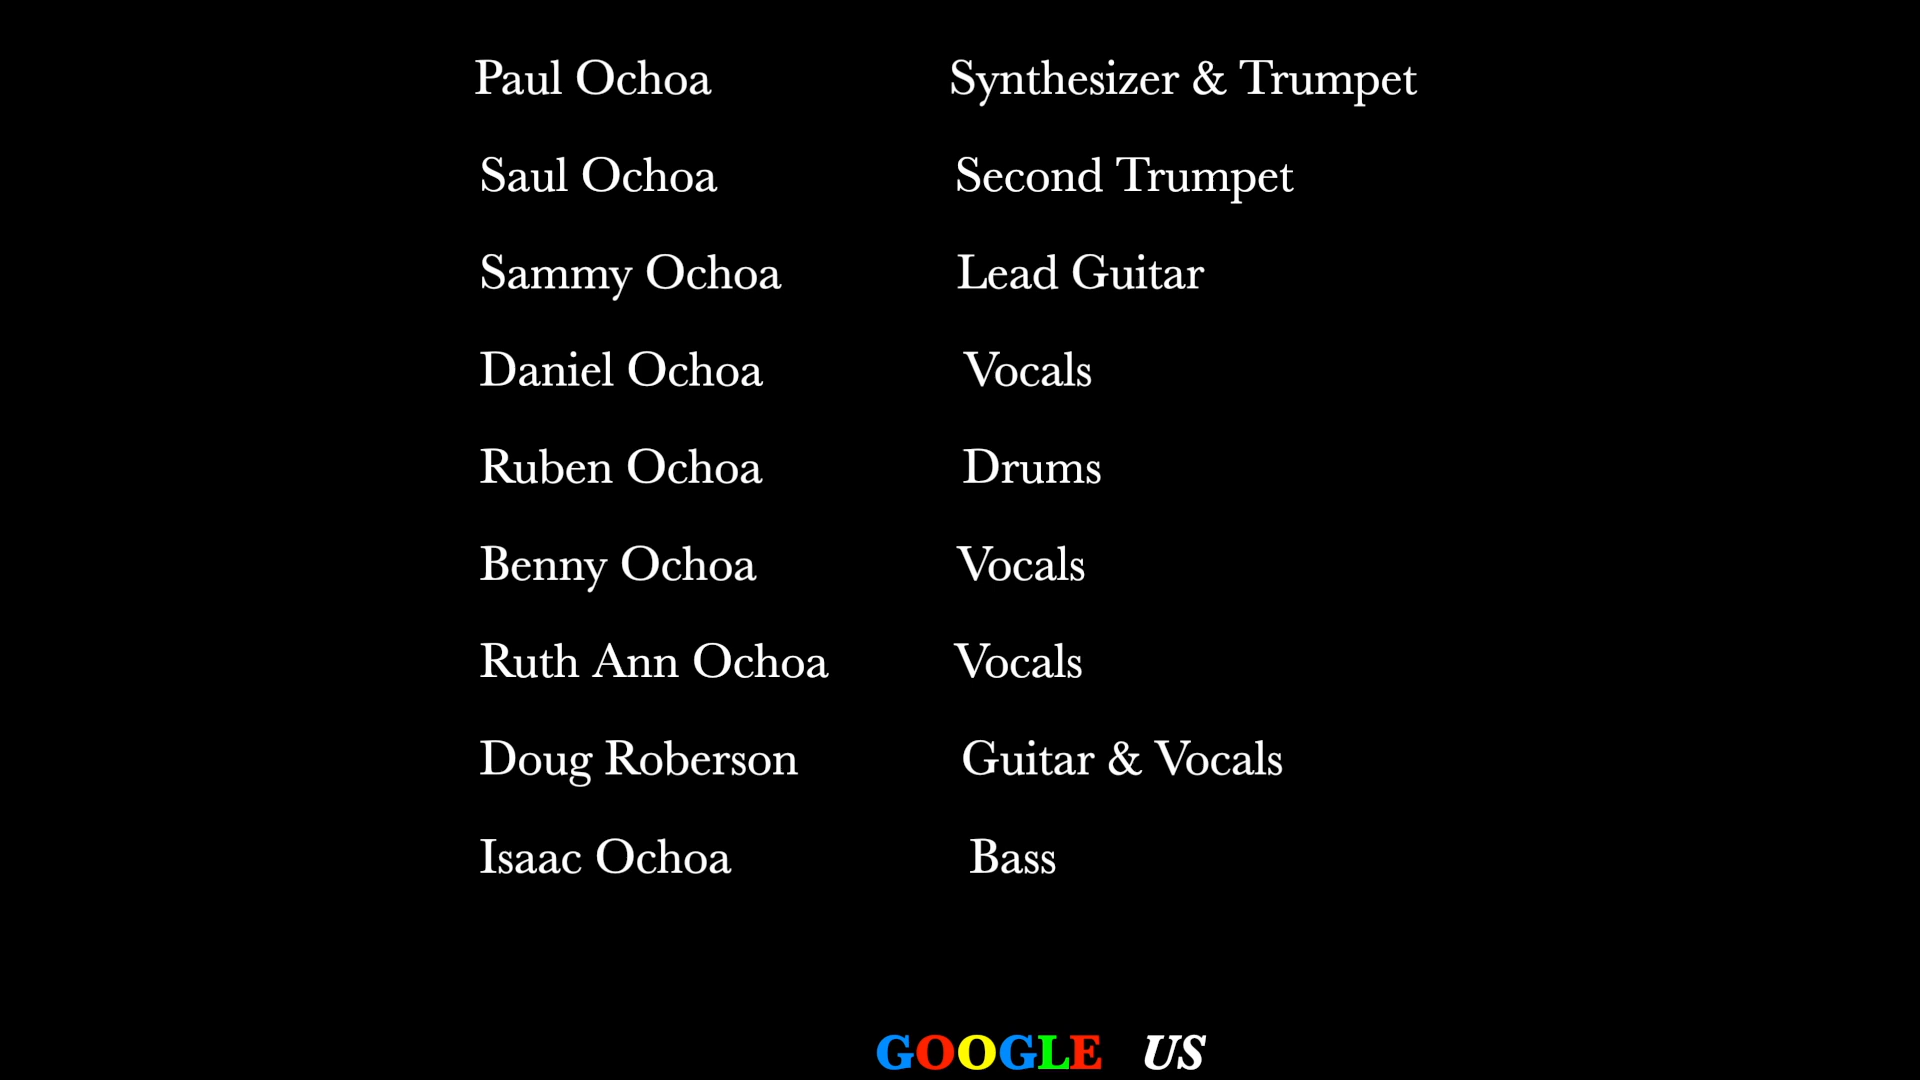 Paul Ochoa Synthesizer & Trumpet
Saul Ochoa Second Trumpet
Sammy Ochoa Lead Guitar
Daniel Ochoa Vocals
Ruben Ochoa Drums
Benny Ochoa Vocals
Ruth Ann Ochoa Vocals
Doug Roberson Guitar & Vocals
Isaac Ochoa Bass
GOOGLE US